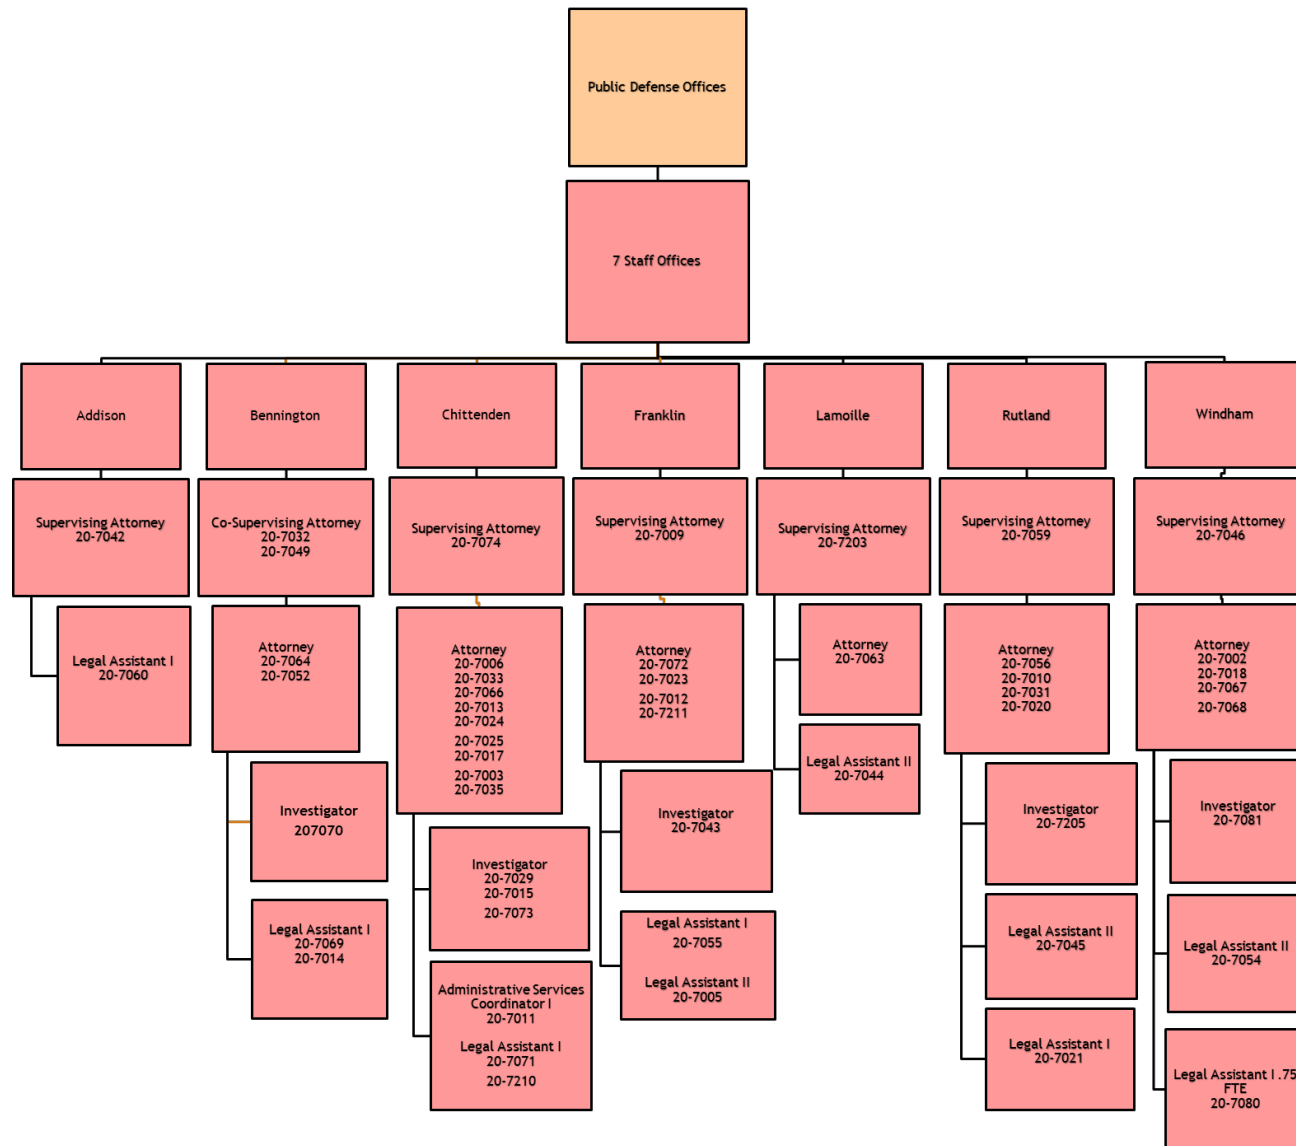 Public Defense Offices
7 Staff Offices
Addison
Supervising Attorney
20-7042
Legal Assistant I
20-7060
Bennington
Co-Supervising Attorney
20-7032
20-7049
Attorney
20-7064
20-7052
Investigator
207070
Legal Assistant I
20-7069
20-7014
Chittenden
Supervising Attorney
20-7074
Attorney
20-7006
20-7033
20-7066
20-7013
20-7024
20-7025
20-7017
20-7003
20-7035
Investigator
20-7029
20-7015
20-7073
Administrative Services
Coordinator I
20-7011
Legal Assistant I
20-7071
20-7210
Franklin
Supervising Attorney
20-7009
Attorney
20-7072
20-7023
20-7012
20-7211
Investigator
20-7043
Legal Assistant I
20-7055
Legal Assistant II
20-7005
Lamoille
Supervising Attorney
20-7203
Attorney
20-7063
Legal Assistant II
20-7044
Rutland
Supervising Attorney
20-7059
Attorney
20-7056
20-7010
20-7031
20-7020
Investigator
20-7205
Legal Assistant II
20-7045
Legal Assistant I
20-7021
Windham
Supervising Attorney
20-7046
Attorney
20-7002
20-7018
20-7067
20-7068
Investigator
20-7081
Legal Assistant II
20-7054
Legal Assistant I .75
FTE
20-7080